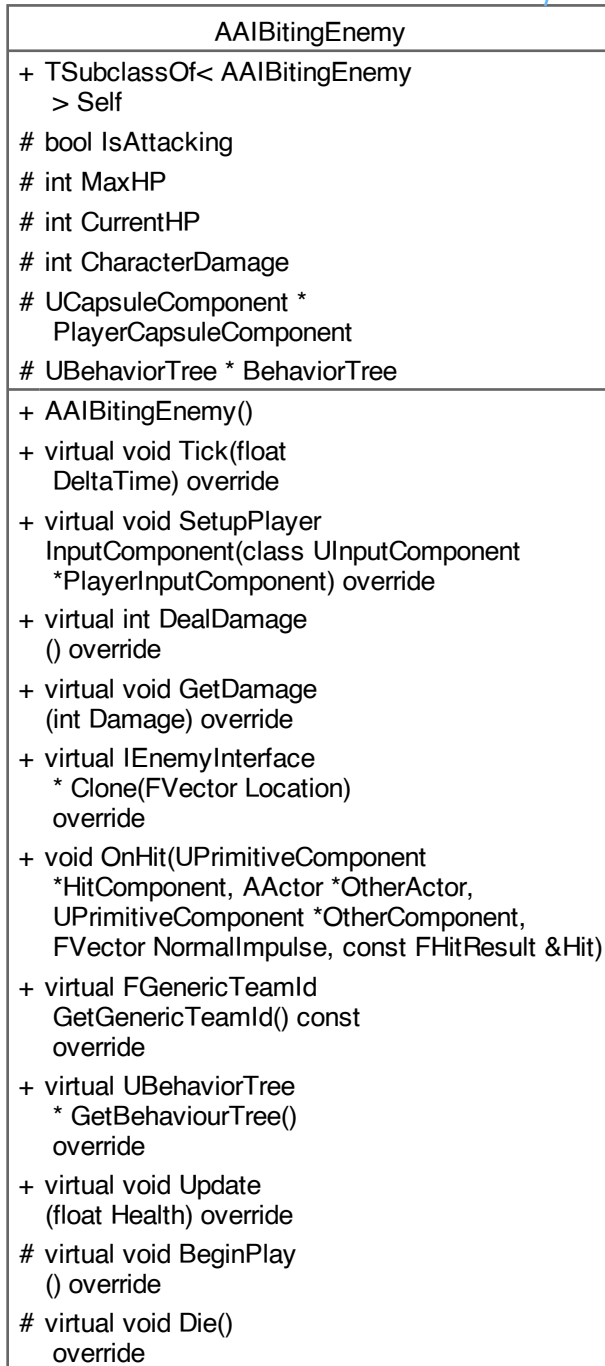 AAIBitingEnemy
+ TSubclassOf< AAIBitingEnemy
> Self
# bool IsAttacking
# int MaxHP
# int CurrentHP
# int CharacterDamage
# UCapsuleComponent *
PlayerCapsuleComponent
# UBehaviorTree * BehaviorTree
+ AAIBitingEnemy()
+ virtual void Tick(float
DeltaTime) override
+ virtual void SetupPlayer
InputComponent(class UInputComponent
*PlayerInputComponent) override
+ virtual int DealDamage
() override
+ virtual void GetDamage
(int Damage) override
+ virtual IEnemyInterface
* Clone(FVector Location)
override
+ void OnHit(UPrimitiveComponent
*HitComponent, AActor *OtherActor,
UPrimitiveComponent *OtherComponent,
FVector NormalImpulse, const FHitResult &Hit)
+ virtual FGenericTeamId
GetGenericTeamId() const
override
+ virtual UBehaviorTree
* GetBehaviourTree()
override
+ virtual void Update
(float Health) override
# virtual void BeginPlay
() override
# virtual void Die()
override